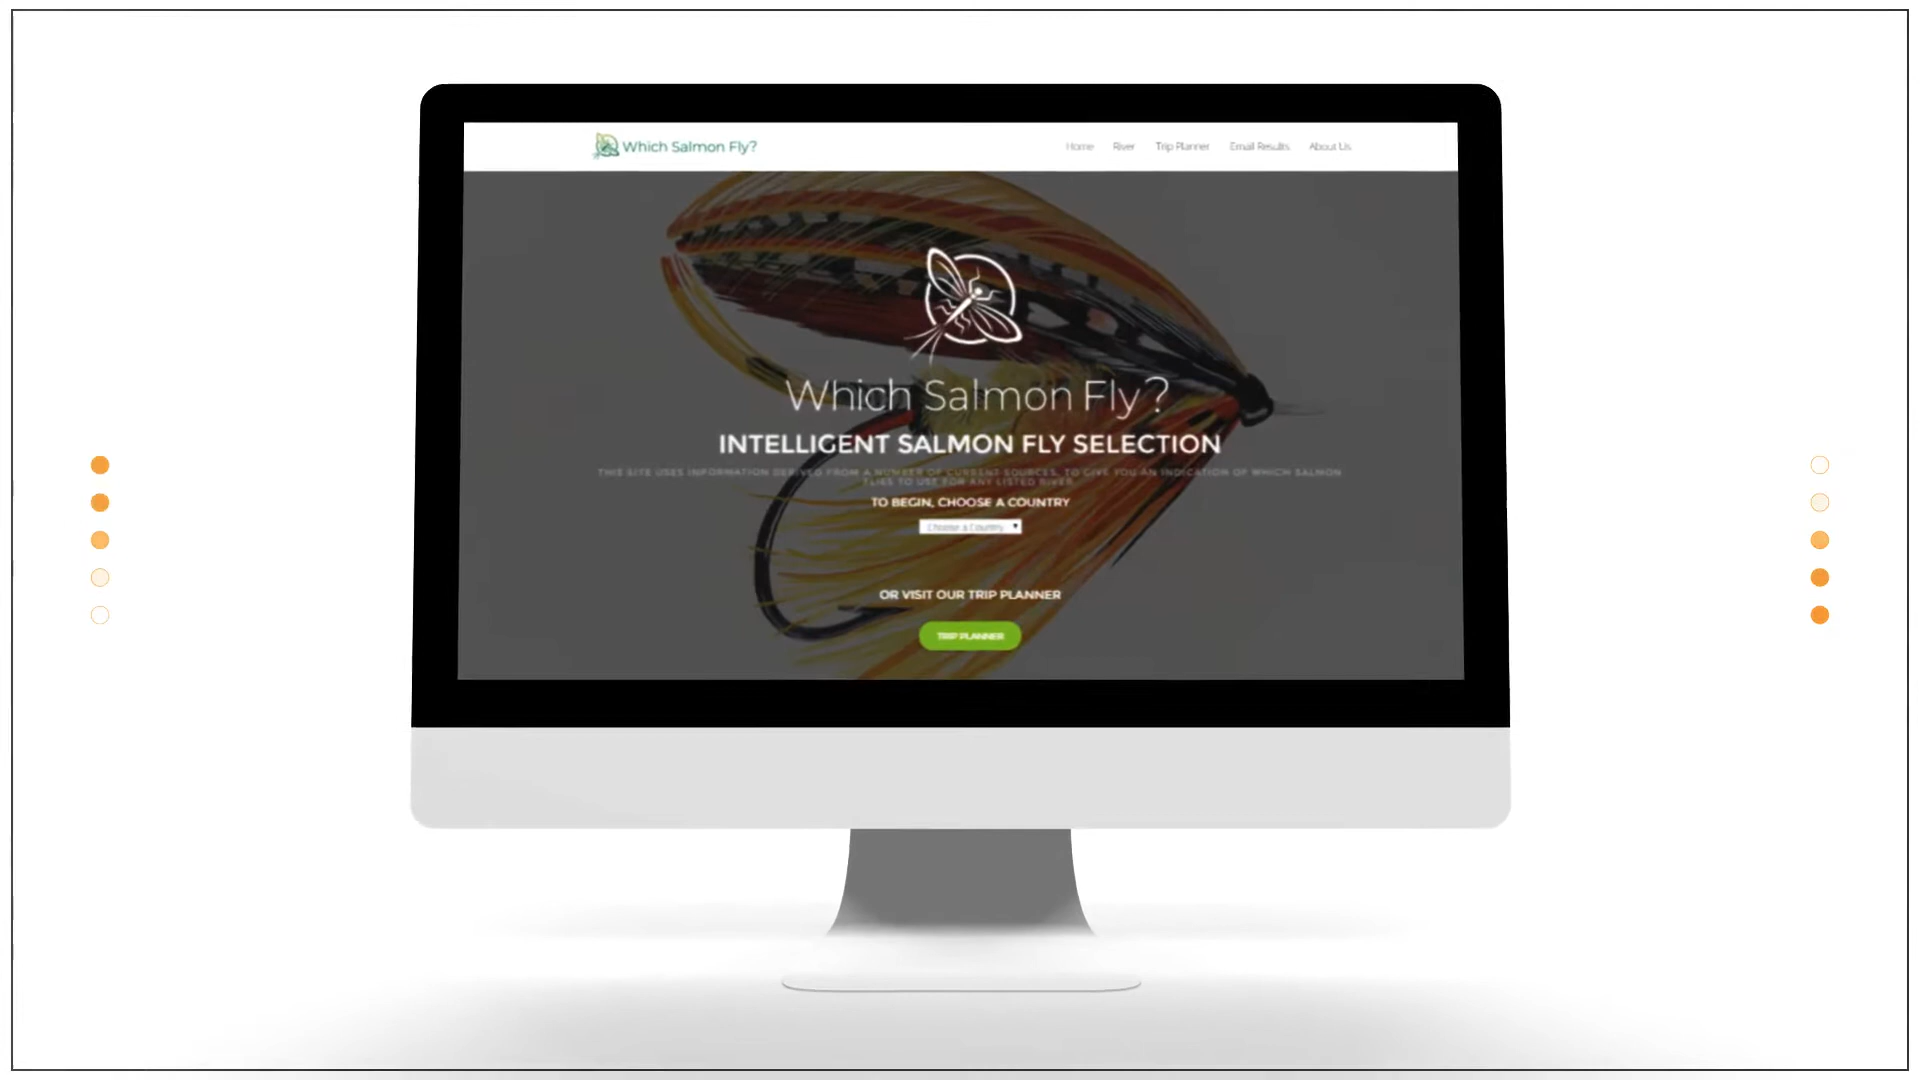 Which Salmon Fly?
Home River Trip Planner Email Results About Us
Which Salmon Fly?
INTELLIGENT SALMON FLY SELECTION
THIS SITE USES INFORMATION DERIVED FROM A NUMBER OF CURRENT SOURCES, TO GIVE YOU AN INDICATION OF WHICH SALMON
FLIES TO USE FOR ANY LISTED RIVER.
TO BEGIN, CHOOSE A COUNTRY
Choose a Country
OR VISIT OUR TRIP PLANNER
TRIP PLANNER